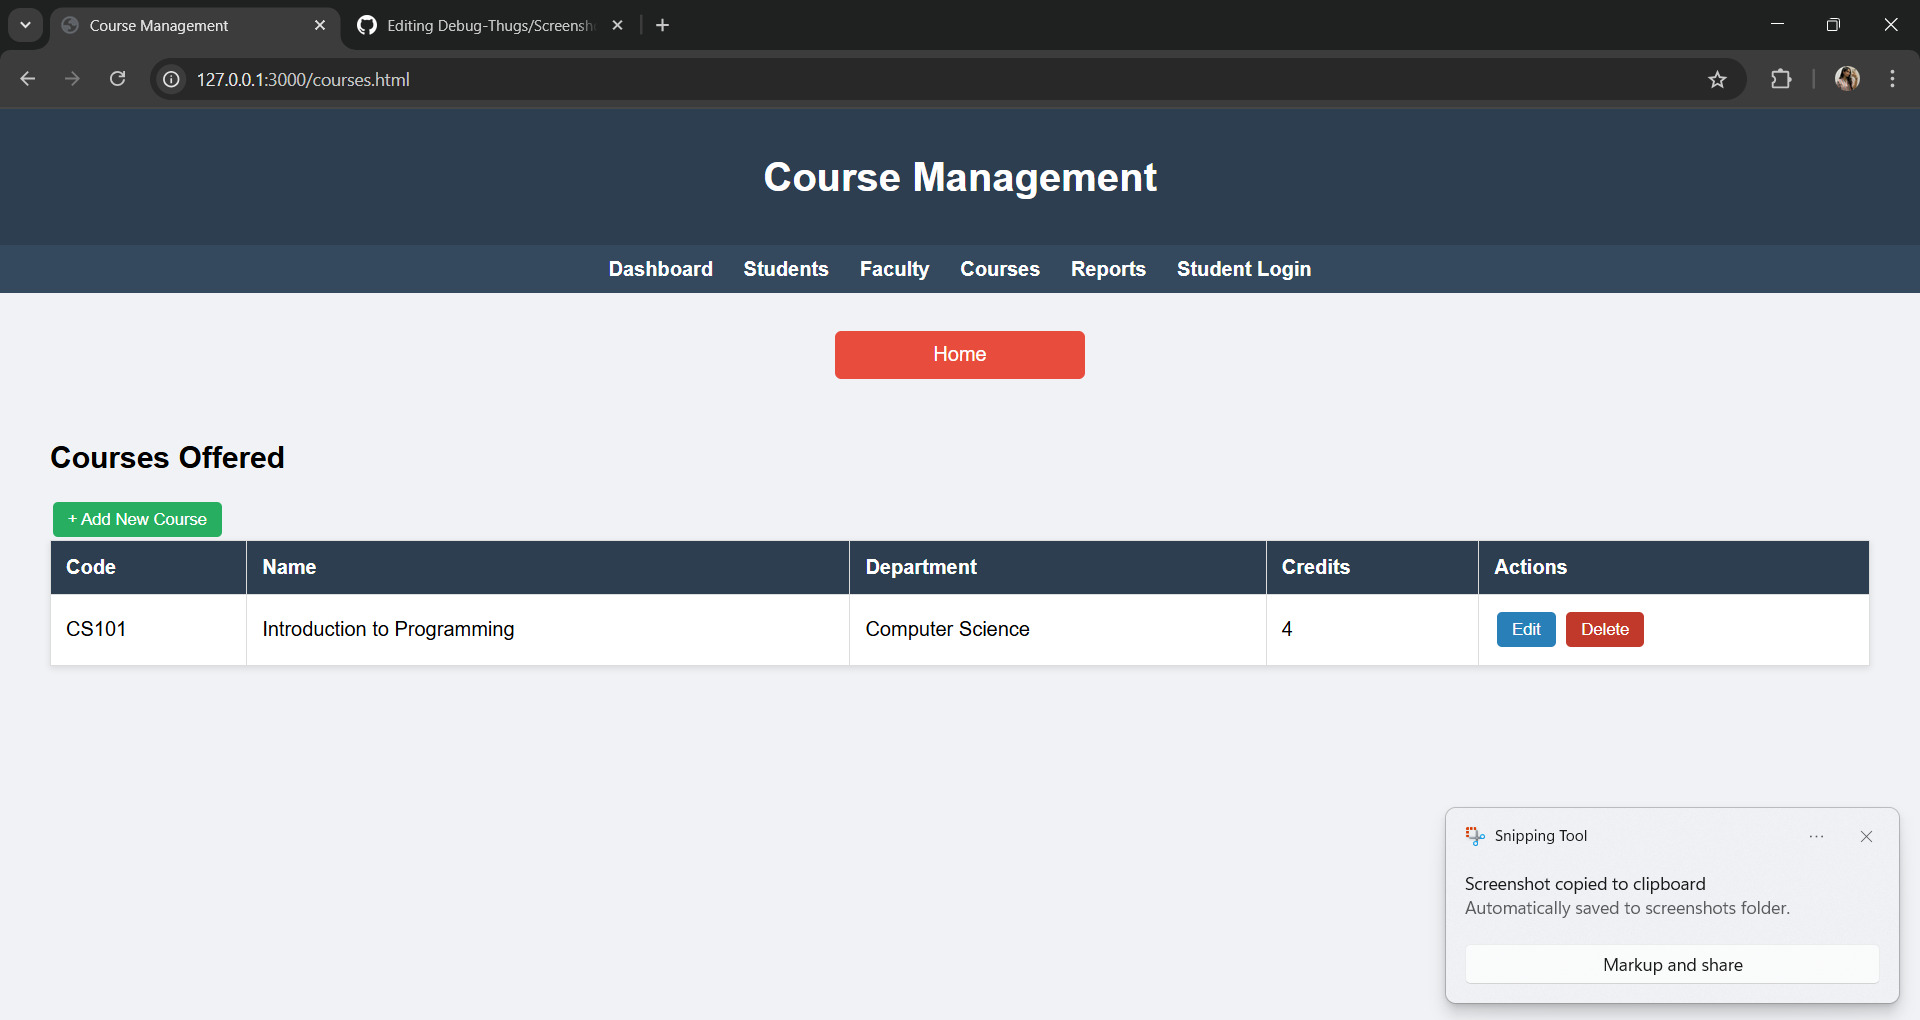 Course Management
Editing Debug-Thugs/Screensh
127.0.0.1:3000/courses.html
Course Management
Dashboard Students Faculty Courses Reports Student Login
Home
Courses Offered
+ Add New Course
Code Name Department Credits Actions
CS101 Introduction to Programming Computer Science 4 Edit Delete
Snipping Tool
Screenshot copied to clipboard
Automatically saved to screenshots folder.
Markup and share